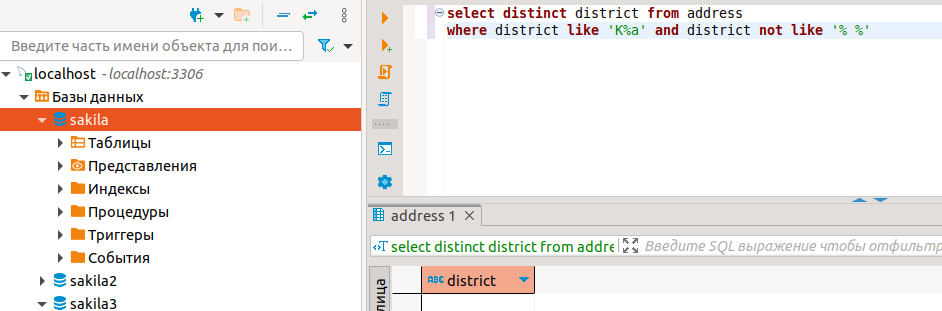 Введите часть имени объекта для пои...
localhost - localhost:3306
Базы данных
sakila
Таблицы
Представления
Индексы
Процедуры
Триггеры
События
sakila2
sakila3
select distinct district from address
where district like 'K%a' and district not like '% %'
address 1
select distinct district from addre
Введите SQL выражение чтобы отфильтр
ABC district